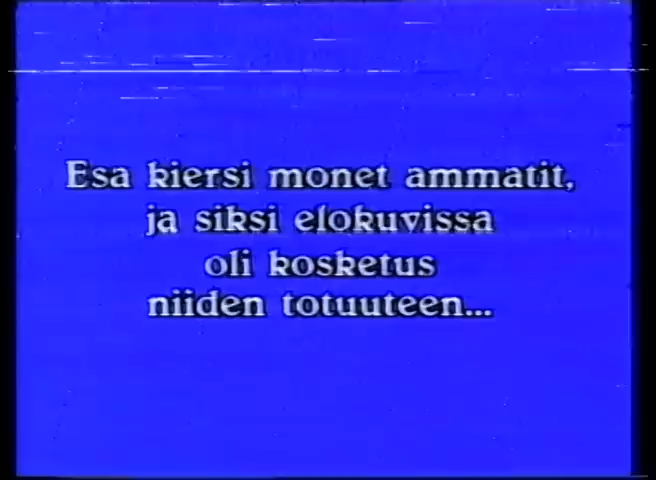 Esa kiersi monet ammatit,
ja siksi elokuvissa
oli kosketus
niiden totuuteen...